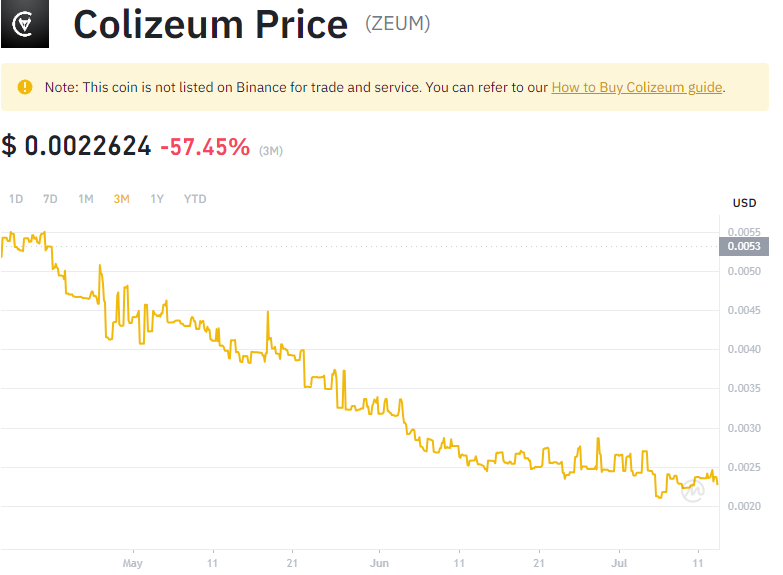 Colizeum Price (ZEUM)
Note: This coin is not listed on Binance for trade and service. You can refer to our How to Buy Colizeum guide.
$ 0.0022624 -57.45% (3M)
1D 7D 1M 3M 1Y YTD
USD
0.0055
0.0053
0.0050
0.0045
0.0040
0.0035
0.0030
0.0025
0.0020
May 11 21 Jun 11 21 Jul 11